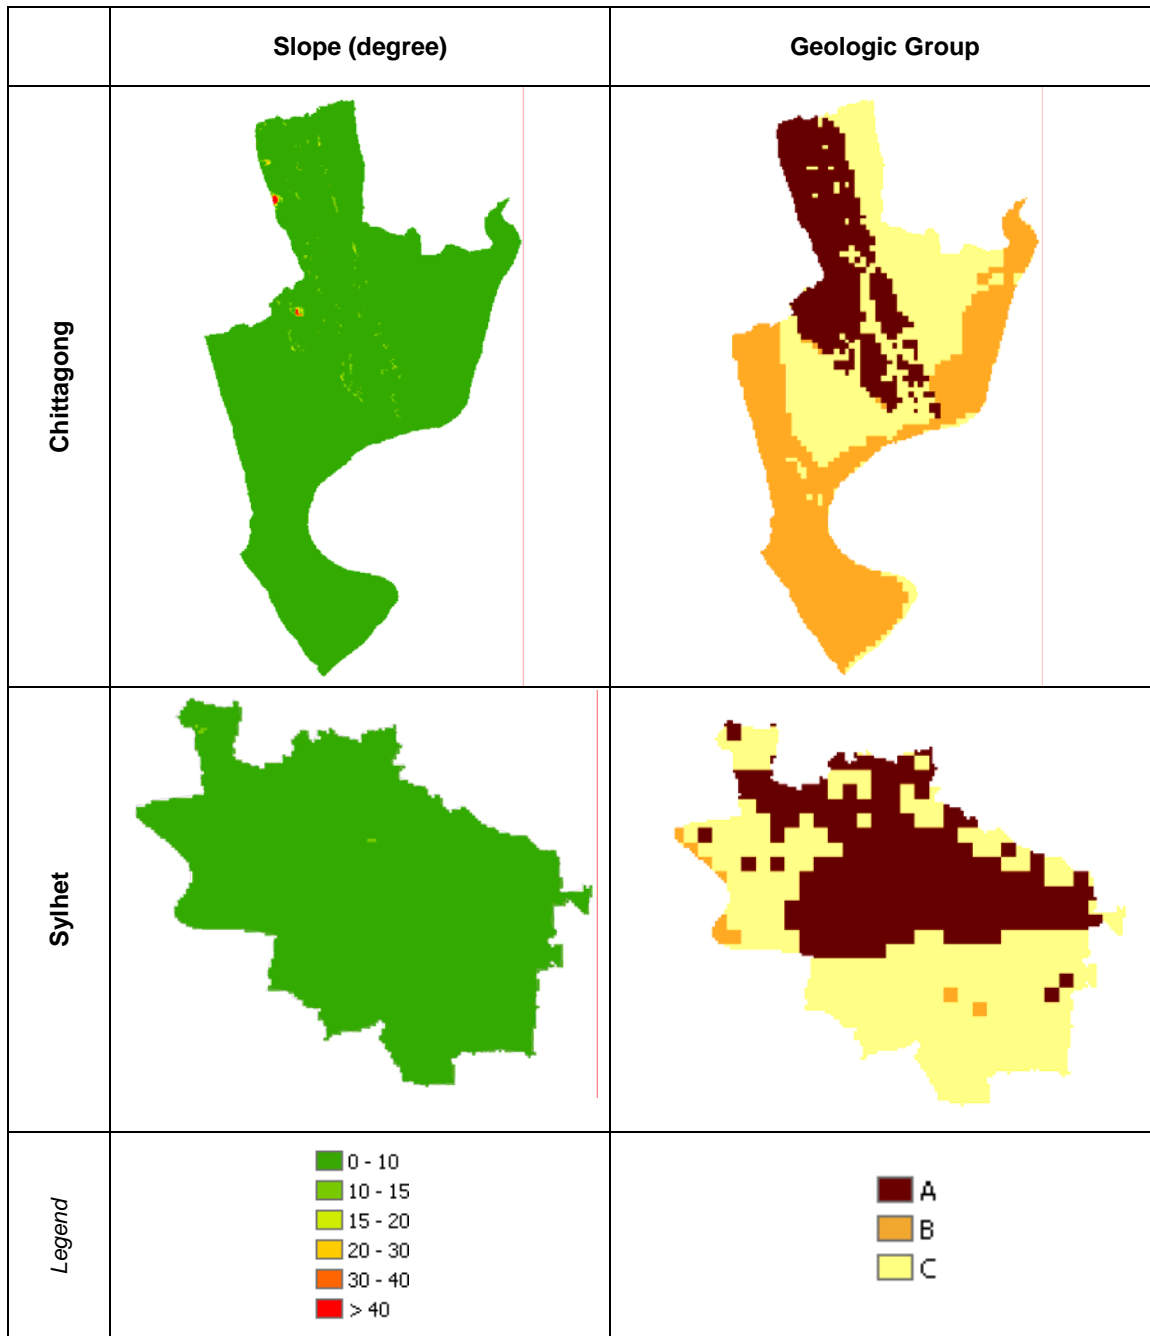 Slope (degree)
Geologic Group
Chittagong
Sylhet
Legend
0 - 10
10 - 15
15 - 20
20 - 30
30 - 40
> 40
A
B
C